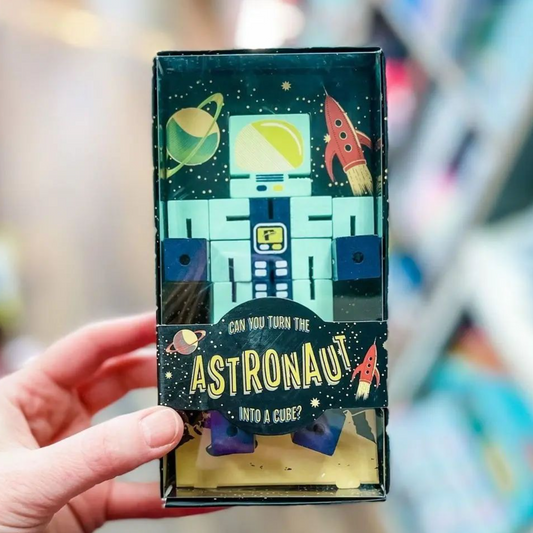 CAN YOU TURN THE
ASTRONAUT
INTO A CUBE?